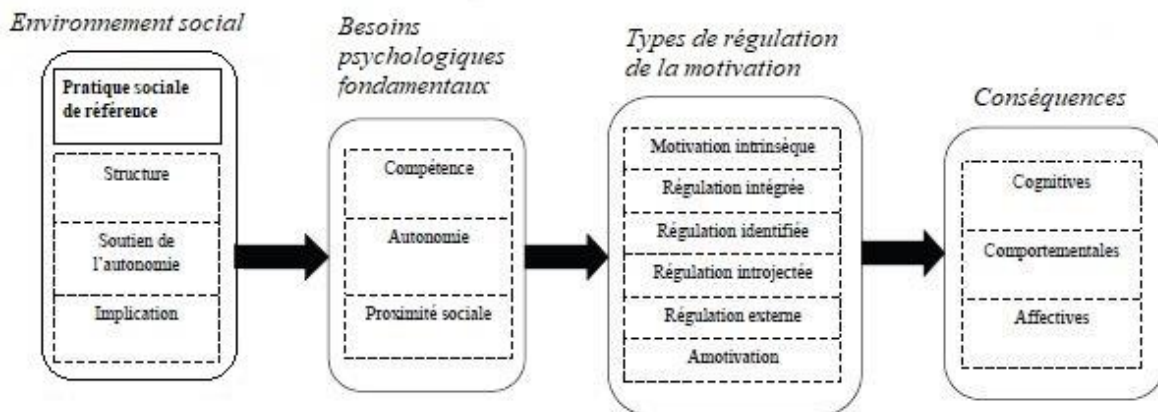 Environnement social
Pratique sociale
de référence
Structure
Soutien de
l'autonomie
Implication
Besoins
psychologiques
fondamentaux
Compétence
Autonomie
Proximité sociale
Types de régulation
de la motivation
Motivation intrinsèque
Régulation intégrée
Régulation identifiée
Régulation introjectée
Régulation externe
Amotivation
Conséquences
Cognitives
Comportementales
Affectives